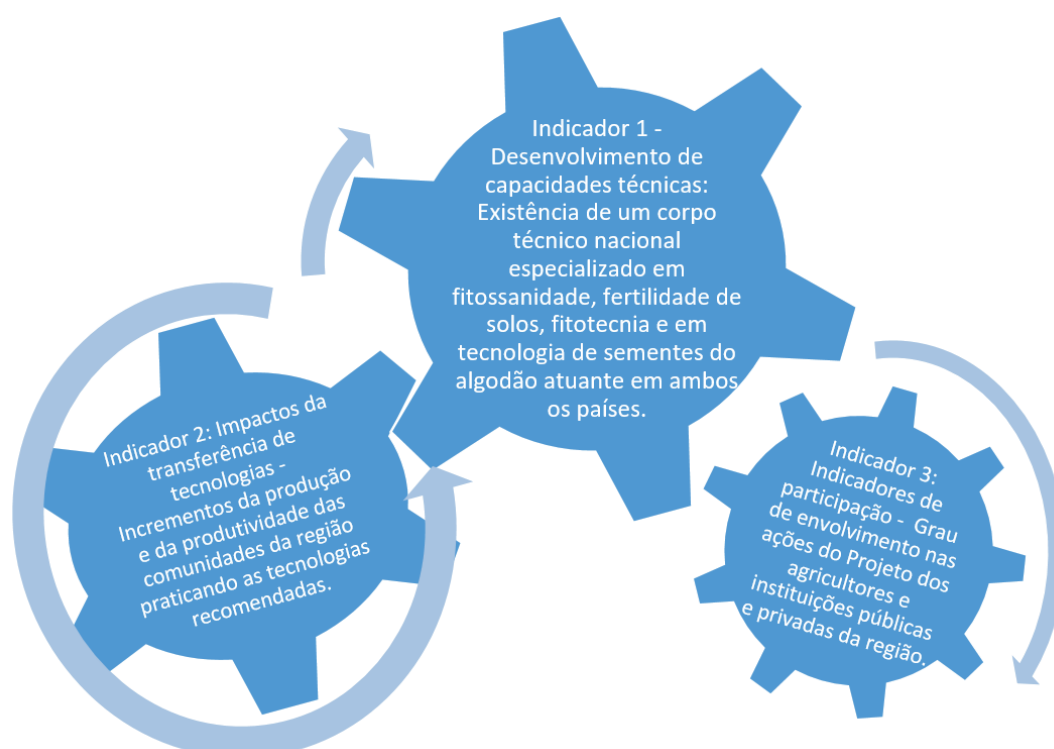 Indicador 1 -
Desenvolvimento de
capacidades técnicas:
Existência de um corpo
técnico nacional
especializado em
fitossanidade, fertilidade de
solos, fitotecnia e em
tecnologia de sementes do
algodão atuante em ambos
os países.
Indicador 2: Impactos da
transferência de
tecnologias -
Incrementos da produção
e da produtividade das
comunidades da região
praticando as tecnologias
recomendadas.
Indicador 3:
Indicadores de
participação - Grau
de envolvimento nas
ações do Projeto dos
agricultores e
instituições públicas
e privadas da região.